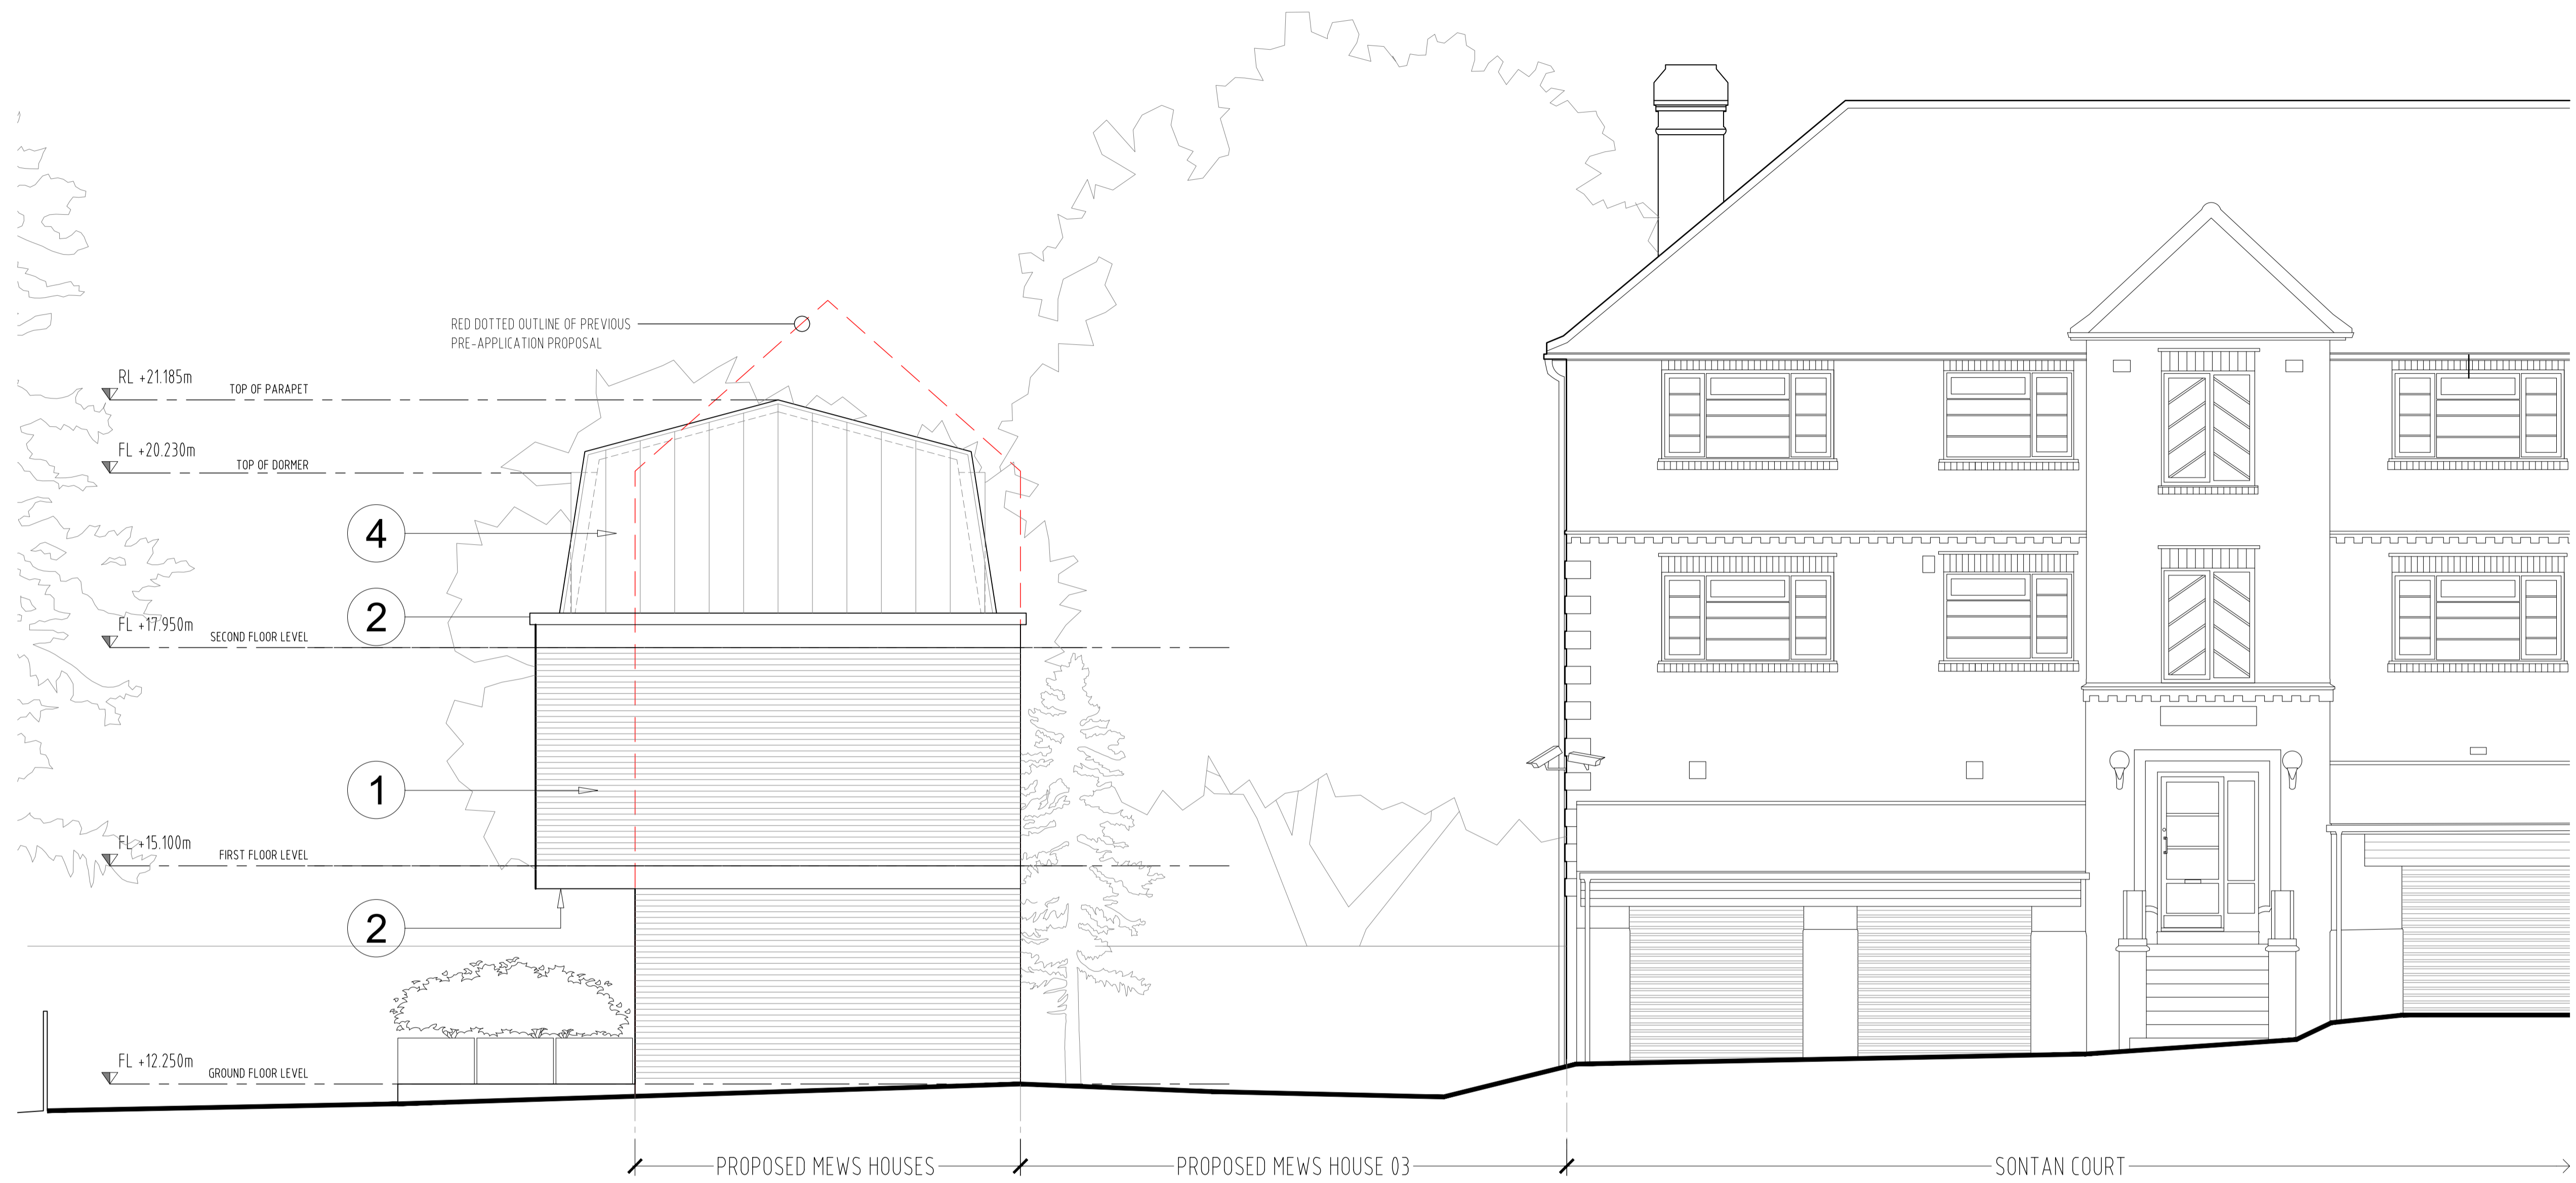 RED DOTTED OUTLINE OF PREVIOUS
PRE-APPLICATION PROPOSAL
RL +21.185m
TOP OF PARAPET
FL +20.230m
TOP OF DORMER
4
2
FL +17.950m
SECOND FLOOR LEVEL
1
FL +15.100m
FIRST FLOOR LEVEL
2
FL +12.250m
GROUND FLOOR LEVEL
PROPOSED MEWS HOUSES
PROPOSED MEWS HOUSE 03
SONTAN COURT